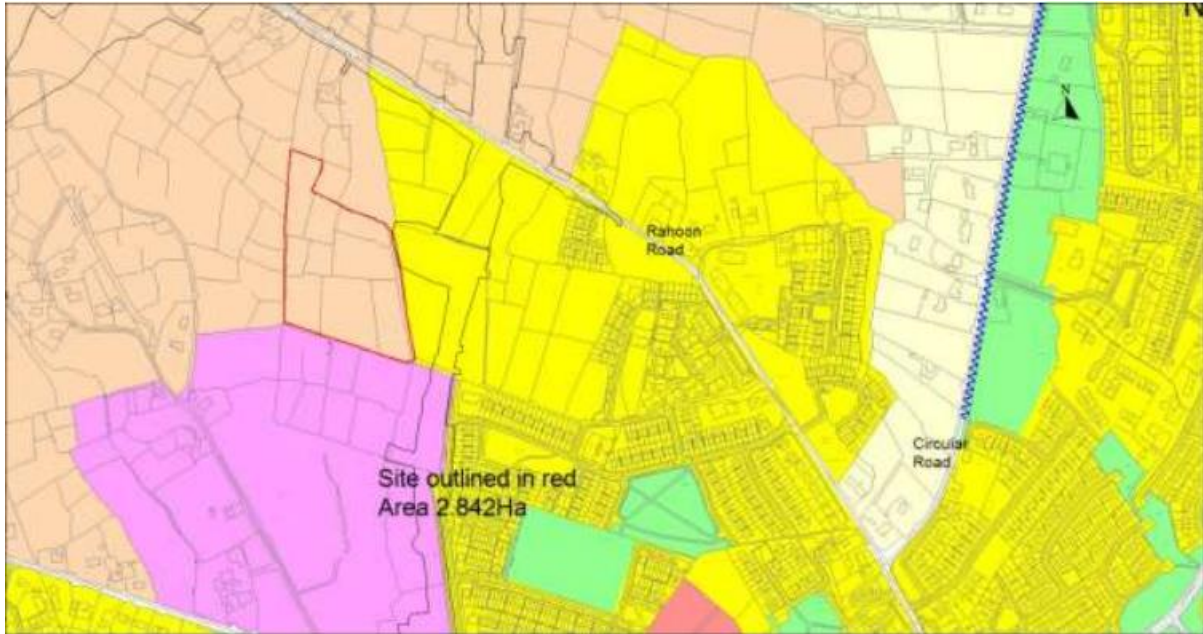 N
N
Rahoon
Road
Circular
Road
Site outlined in red
Area 2.842Ha